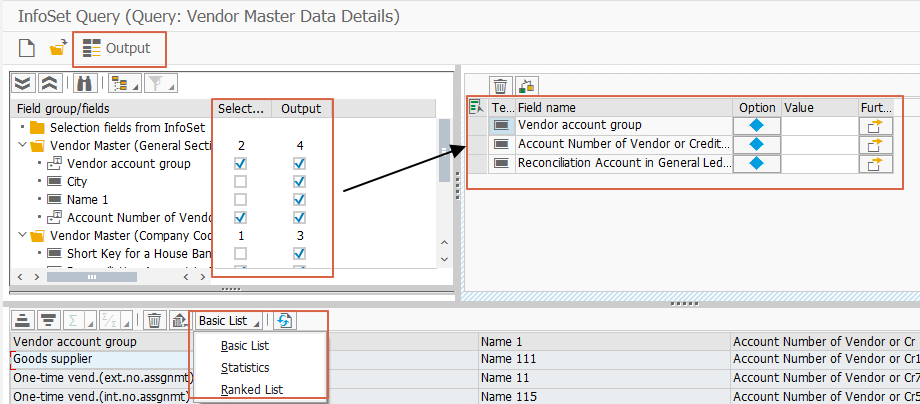 InfoSet Query (Query: Vendor Master Data Details)
Output
Field group/fields Select... Output
Selection fields from InfoSet
Vendor Master (General Secti 2 4
Vendor account group
City
Name 1
Account Number of Vendo
Vendor Master (Company Coc 1 3
Short Key for a House Ban
Te... Field name Option Value Furt...
Vendor account group
Account Number of Vendor or Credit...
Reconciliation Account in General Led...
Basic List
Basic List
Statistics
Ranked List
Vendor account group Name 1 Account Number of Vendor or Cr
Goods supplier Name 111 Account Number of Vendor or Cr1
One-time vend.(ext.no.assgnmt) Name 11 Account Number of Vendor or Cr7
One-time vend.(int.no.assgnmt) Name 115 Account Number of Vendor or Cr5